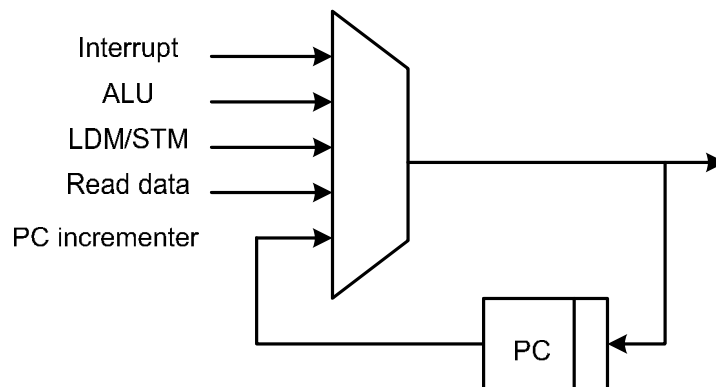 Interrupt
ALU
LDM/STM
Read data
PC incrementer
PC